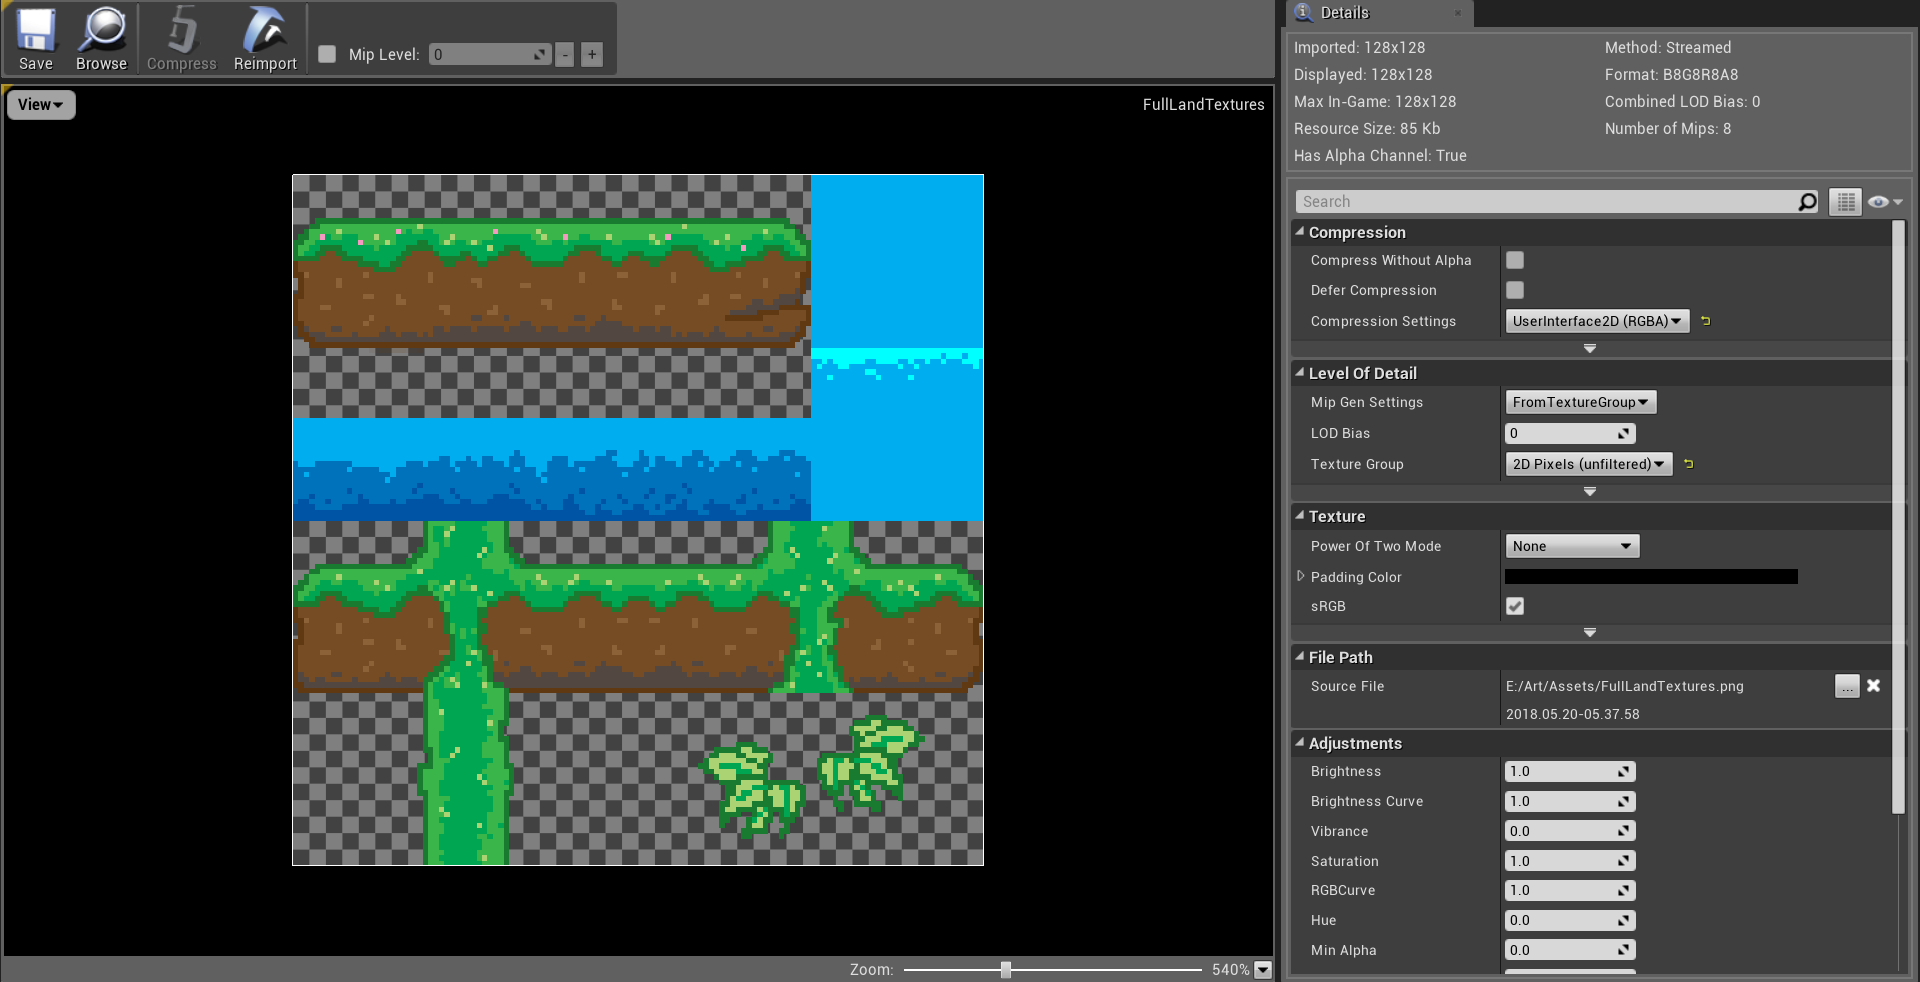 Save
Browse
Compress
Reimport
Mip Level: 0 - +
View
FullLandTextures
Zoom: 540%
Details
Imported: 128x128 Method: Streamed
Displayed: 128x128 Format: B8G8R8A8
Max In-Game: 128x128 Combined LOD Bias: 0
Resource Size: 85 Kb Number of Mips: 8
Has Alpha Channel: True
Search
Compression
Compress Without Alpha
Defer Compression
Compression Settings UserInterface2D (RGBA)
Level Of Detail
Mip Gen Settings FromTextureGroup
LOD Bias 0
Texture Group 2D Pixels (unfiltered)
Texture
Power Of Two Mode None
Padding Color
sRGB
File Path
Source File E:/Art/Assets/FullLandTextures.png ...
2018.05.20-05.37.58
Adjustments
Brightness 1.0
Brightness Curve 1.0
Vibrance 0.0
Saturation 1.0
RGBCurve 1.0
Hue 0.0
Min Alpha 0.0